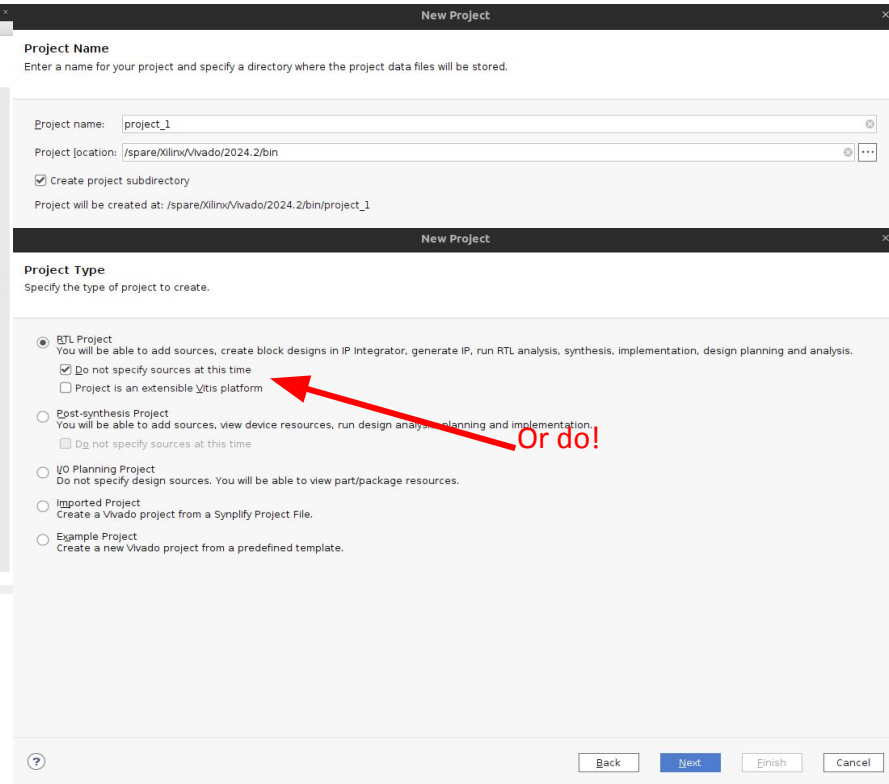 New Project
Project Name
Enter a name for your project and specify a directory where the project data files will be stored.
Project name: project_1
Project location: /spare/Xilinx/Vivado/2024.2/bin
Create project subdirectory
Project will be created at: /spare/Xilinx/Vivado/2024.2/bin/project_1
New Project
Project Type
Specify the type of project to create.
RTL Project
You will be able to add sources, create block designs in IP Integrator, generate IP, run RTL analysis, synthesis, implementation, design planning and analysis.
Do not specify sources at this time
Project is an extensible Vitis platform
Post-synthesis Project
You will be able to add sources, view device resources, run design analysis, planning and implementation.
Do not specify sources at this time
Or do!
I/O Planning Project
Do not specify design sources. You will be able to view part/package resources.
Imported Project
Create a Vivado project from a Synplify Project File.
Example Project
Create a new Vivado project from a predefined template.
? Back Next Finish Cancel